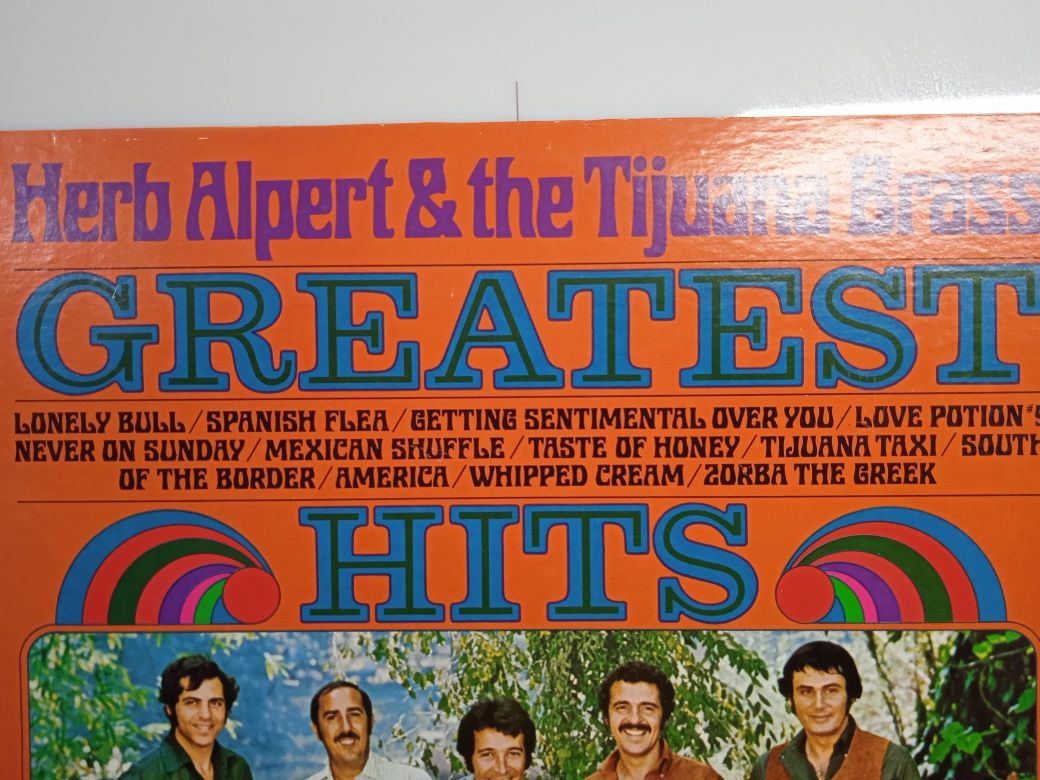 Herb Alpert & the Tijuana Brass
GREATEST
LONELY BULL / SPANISH FLEA / GETTING SENTIMENTAL OVER YOU / LOVE POTION #9
NEVER ON SUNDAY / MEXICAN SHUFFLE / TASTE OF HONEY / TIJUANA TAXI / SOUTH
OF THE BORDER / AMERICA / WHIPPED CREAM / ZORBA THE GREEK
HITS